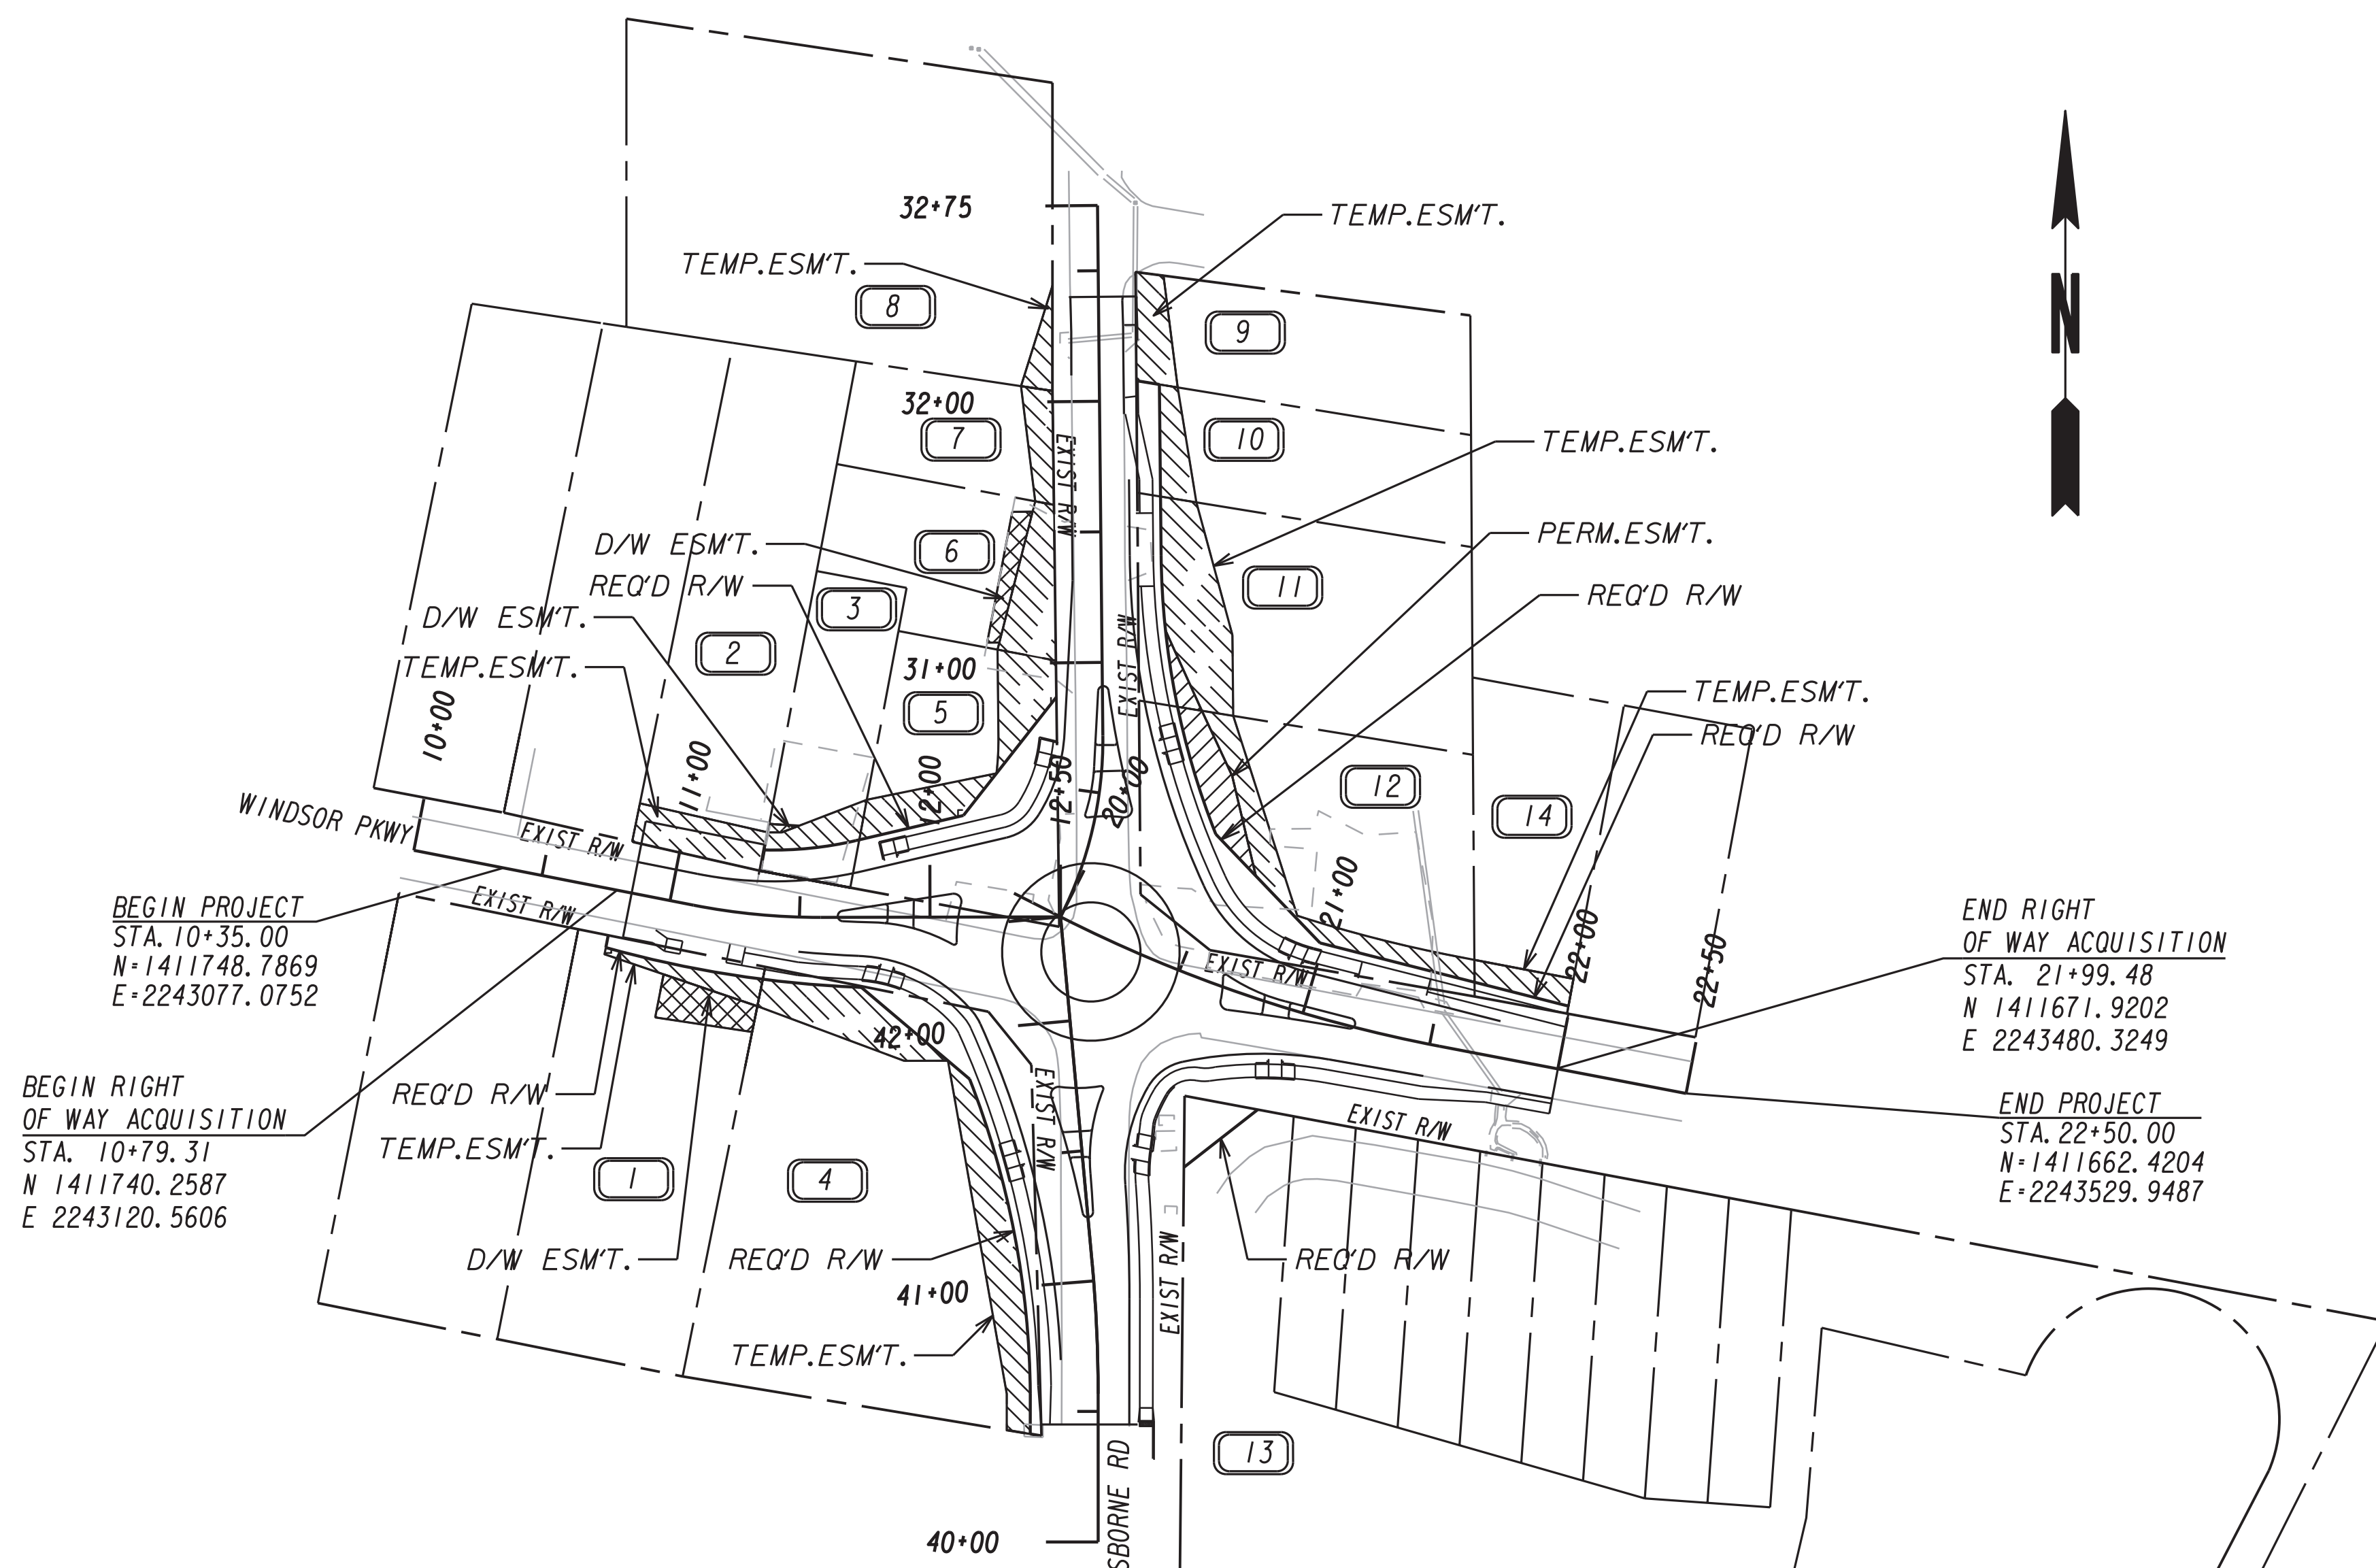 32+75
TEMP.ESM'T.
TEMP.ESM'T.
8
9
N
32+00
7
10
TEMP.ESM'T.
EXIST R/W
D/W ESM'T.
6
PERM.ESM'T.
REQ'D R/W
3
11
REQ'D R/W
D/W ESM'T.
2
EXIST R/W
TEMP.ESM'T.
31+00
5
TEMP.ESM'T.
REQ'D R/W
10+00
11+00
12+00
12+50
20+00
12
14
WINDSOR PKWY
EXIST R/W
EXIST R/W
21+00
22+00
22+50
EXIST R/W
BEGIN PROJECT
STA. 10+35.00
N=1411748.7869
E=2243077.0752
END RIGHT
OF WAY ACQUISITION
STA. 21+99.48
N 1411671.9202
E 2243480.3249
42+00
BEGIN RIGHT
OF WAY ACQUISITION
STA. 10+79.31
N 1411740.2587
E 2243120.5606
REQ'D R/W
TEMP.ESM'T.
EXIST R/W
EXIST R/W
END PROJECT
STA. 22+50.00
N=1411662.4204
E=2243529.9487
1
4
D/W ESM'T.
REQ'D R/W
EXIST R/W
REQ'D R/W
41+00
TEMP.ESM'T.
13
SBORNE RD
40+00